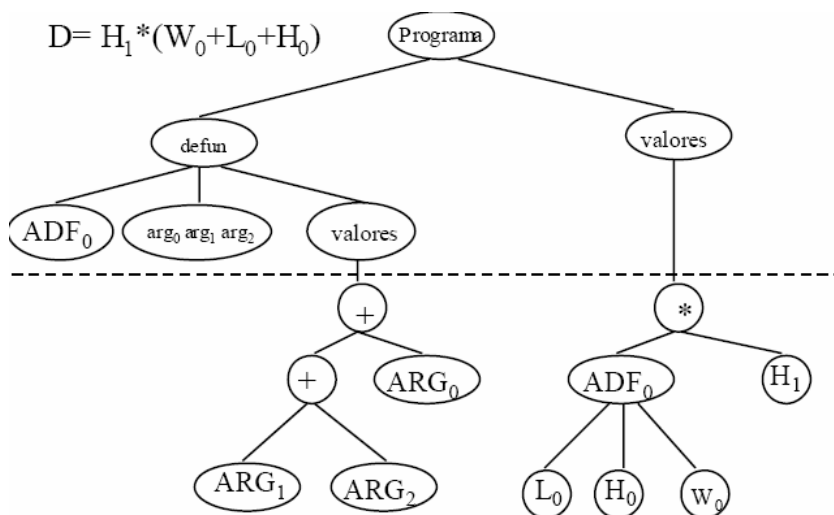 D= H₁*(W₀+L₀+H₀)
Programa
defun
valores
ADF₀
arg₀ arg₁ arg₂
valores
+
*
+
ARG₀
ADF₀
H₁
ARG₁
ARG₂
L₀
H₀
W₀